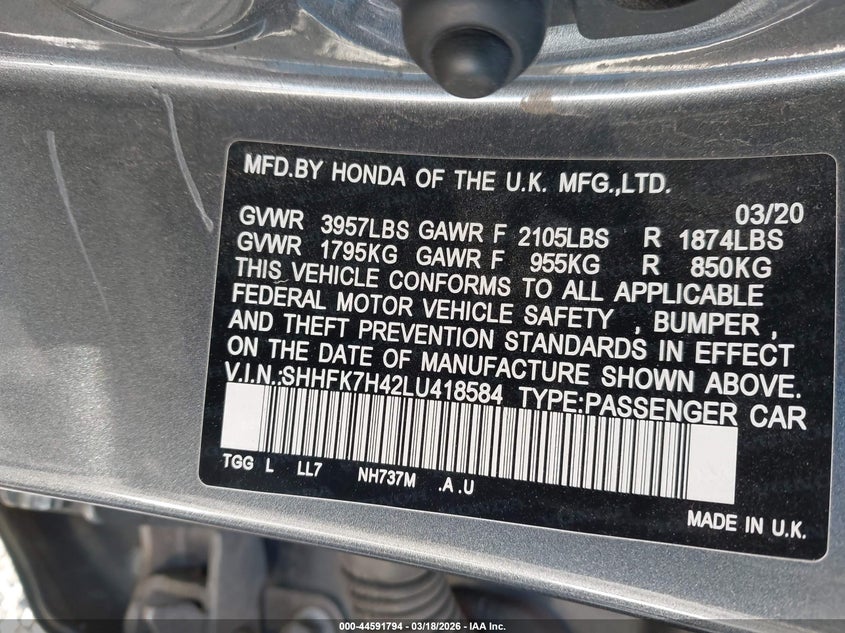 MFD.BY HONDA OF THE U.K. MFG.,LTD.
03/20
GVWR 3957LBS GAWR F 2105LBS R 1874LBS
GVWR 1795KG GAWR F 955KG R 850KG
THIS VEHICLE CONFORMS TO ALL APPLICABLE
FEDERAL MOTOR VEHICLE SAFETY , BUMPER ,
AND THEFT PREVENTION STANDARDS IN EFFECT
ON THE DATE OF MANUFACTURE SHOWN ABOVE.
V.I.N.:SHHFK7H42LU418584 TYPE:PASSENGER CAR
TGG L LL7 NH737M .A .U
MADE IN U.K.
000-44591794 — 03/18/2026 — IAA Inc.